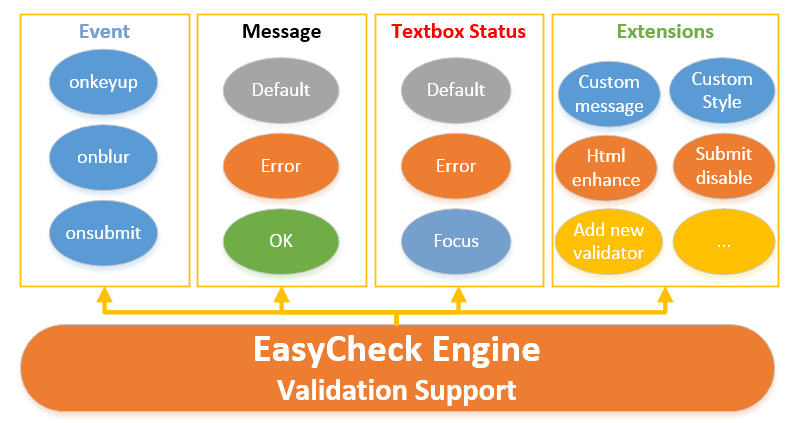 Event
onkeyup
onblur
onsubmit
Message
Default
Error
OK
Textbox Status
Default
Error
Focus
Extensions
Custom
message
Custom
Style
Html
enhance
Submit
disable
Add new
validator
...
EasyCheck Engine
Validation Support